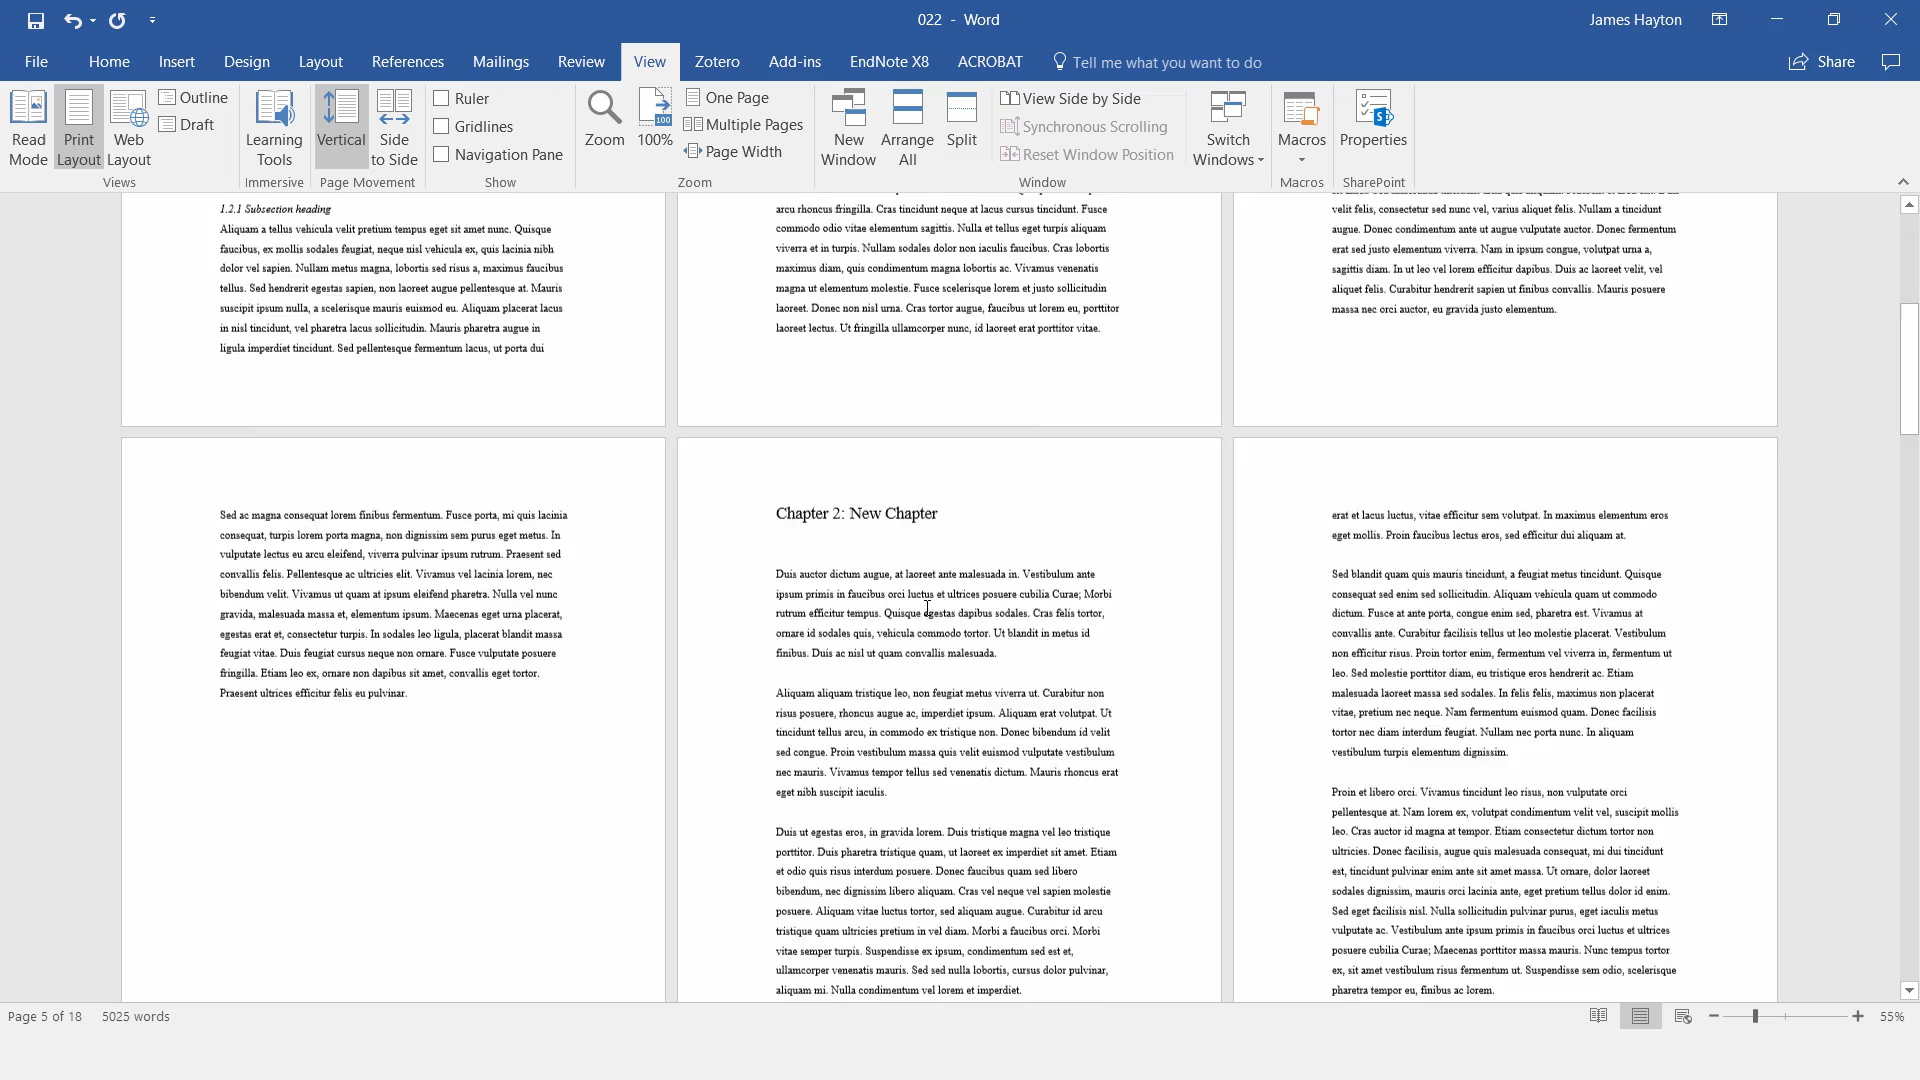 022 - Word
James Hayton
File Home Insert Design Layout References Mailings Review View Zotero Add-ins EndNote X8 ACROBAT Tell me what you want to do Share
Read Mode
Print Layout
Web Layout
Outline
Draft
Views
Learning Tools
Immersive
Vertical
Side to Side
Page Movement
Ruler
Gridlines
Navigation Pane
Show
Zoom
100
100%
One Page
Multiple Pages
Page Width
Zoom
New Window
Arrange All
Split
View Side by Side
Synchronous Scrolling
Reset Window Position
Switch Windows
Window
Macros
Macros
Properties
SharePoint
1.2.1 Subsection heading
Aliquam a tellus vehicula velit pretium tempus eget sit amet nunc. Quisque
faucibus, ex mollis sodales feugiat, neque nisl vehicula ex, quis lacinia nibh
dolor vel sapien. Nullam metus magna, lobortis sed risus a, maximus faucibus
tellus. Sed hendrerit egestas sapien, non laoreet augue pellentesque at. Mauris
suscipit ipsum nulla, a scelerisque mauris euismod eu. Aliquam placerat lacus
in nisl tincidunt, vel pharetra lacus sollicitudin. Mauris pharetra augue in
ligula imperdiet tincidunt. Sed pellentesque fermentum lacus, ut porta dui
arcu rhoncus fringilla. Cras tincidunt neque at lacus cursus tincidunt. Fusce
commodo odio vitae elementum sagittis. Nulla et tellus eget turpis aliquam
viverra et in turpis. Nullam sodales dolor non iaculis faucibus. Cras lobortis
maximus diam, quis condimentum magna lobortis ac. Vivamus venenatis
magna ut elementum molestie. Fusce scelerisque lorem et justo sollicitudin
laoreet. Donec non nisl urna. Cras tortor augue, faucibus ut lorem eu, porttitor
laoreet lectus. Ut fringilla ullamcorper nunc, id laoreet erat porttitor vitae.
velit felis, consectetur sed nunc vel, varius aliquet felis. Nullam a tincidunt
augue. Donec condimentum ante ut augue vulputate auctor. Donec fermentum
erat sed justo elementum viverra. Nam in ipsum congue, volutpat urna a,
sagittis diam. In ut leo vel lorem efficitur dapibus. Duis ac laoreet velit, vel
aliquet felis. Curabitur hendrerit sapien ut finibus convallis. Mauris posuere
massa nec orci auctor, eu gravida justo elementum.
Sed ac magna consequat lorem finibus fermentum. Fusce porta, mi quis lacinia
consequat, turpis lorem porta magna, non dignissim sem purus eget metus. In
vulputate lectus eu arcu eleifend, viverra pulvinar ipsum rutrum. Praesent sed
convallis felis. Pellentesque ac ultricies elit. Vivamus vel lacinia lorem, nec
bibendum velit. Vivamus ut quam at ipsum eleifend pharetra. Nulla vel nunc
gravida, malesuada massa et, elementum ipsum. Maecenas eget urna placerat,
egestas erat et, consectetur turpis. In sodales leo ligula, placerat blandit massa
feugiat vitae. Duis feugiat cursus neque non ornare. Fusce vulputate posuere
fringilla. Etiam leo ex, ornare non dapibus sit amet, convallis eget tortor.
Praesent ultrices efficitur felis eu pulvinar.
Chapter 2: New Chapter
Duis auctor dictum augue, at laoreet ante malesuada in. Vestibulum ante
ipsum primis in faucibus orci luctus et ultrices posuere cubilia Curae; Morbi
rutrum efficitur tempus. Quisque egestas dapibus sodales. Cras felis tortor,
ornare id sodales quis, vehicula commodo tortor. Ut blandit in metus id
finibus. Duis ac nisl ut quam convallis malesuada.
Aliquam aliquam tristique leo, non feugiat metus viverra ut. Curabitur non
risus posuere, rhoncus augue ac, imperdiet ipsum. Aliquam erat volutpat. Ut
tincidunt tellus arcu, in commodo ex tristique non. Donec bibendum id velit
sed congue. Proin vestibulum massa quis velit euismod vulputate vestibulum
nec mauris. Vivamus tempor tellus sed venenatis dictum. Mauris rhoncus erat
eget nibh suscipit iaculis.
Duis ut egestas eros, in gravida lorem. Duis tristique magna vel leo tristique
porttitor. Duis pharetra tristique quam, ut laoreet ex imperdiet sit amet. Etiam
et odio quis risus interdum posuere. Donec faucibus quam sed libero
bibendum, nec dignissim libero aliquam. Cras vel neque vel sapien molestie
posuere. Aliquam vitae luctus tortor, sed aliquam augue. Curabitur id arcu
tristique quam ultricies pretium in vel diam. Morbi a faucibus orci. Morbi
vitae semper turpis. Suspendisse ex ipsum, condimentum sed est et,
ullamcorper venenatis mauris. Sed sed nulla lobortis, cursus dolor pulvinar,
aliquam mi. Nulla condimentum vel lorem et imperdiet.
erat et lacus luctus, vitae efficitur sem volutpat. In maximus elementum eros
eget mollis. Proin faucibus lectus eros, sed efficitur dui aliquam at.
Sed blandit quam quis mauris tincidunt, a feugiat metus tincidunt. Quisque
consequat sed enim sed sollicitudin. Aliquam vehicula quam ut commodo
dictum. Fusce at ante porta, congue enim sed, pharetra est. Vivamus at
convallis ante. Curabitur facilisis tellus ut leo molestie placerat. Vestibulum
non efficitur risus. Proin tortor enim, fermentum vel viverra in, fermentum ut
leo. Sed molestie porttitor diam, eu tristique eros hendrerit ac. Etiam
malesuada laoreet massa sed sodales. In felis felis, maximus non placerat
vitae, pretium nec neque. Nam fermentum euismod quam. Donec facilisis
tortor nec diam interdum feugiat. Nullam nec porta nunc. In aliquam
vestibulum turpis elementum dignissim.
Proin et libero orci. Vivamus tincidunt leo risus, non vulputate orci
pellentesque at. Nam lorem ex, volutpat condimentum velit vel, suscipit mollis
leo. Cras auctor id magna at tempor. Etiam consectetur dictum tortor non
ultricies. Donec facilisis, augue quis malesuada consequat, mi dui tincidunt
est, tincidunt pulvinar enim ante sit amet massa. Ut ornare, dolor laoreet
sodales dignissim, mauris orci lacinia ante, eget pretium tellus dolor id enim.
Sed eget facilisis nisl. Nulla sollicitudin pulvinar purus, eget iaculis metus
vulputate ac. Vestibulum ante ipsum primis in faucibus orci luctus et ultrices
posuere cubilia Curae; Maecenas porttitor massa mauris. Nunc tempus tortor
ex, sit amet vestibulum risus fermentum ut. Suspendisse sem odio, scelerisque
pharetra tempor eu, finibus ac lorem.
Page 5 of 18 5025 words
55%